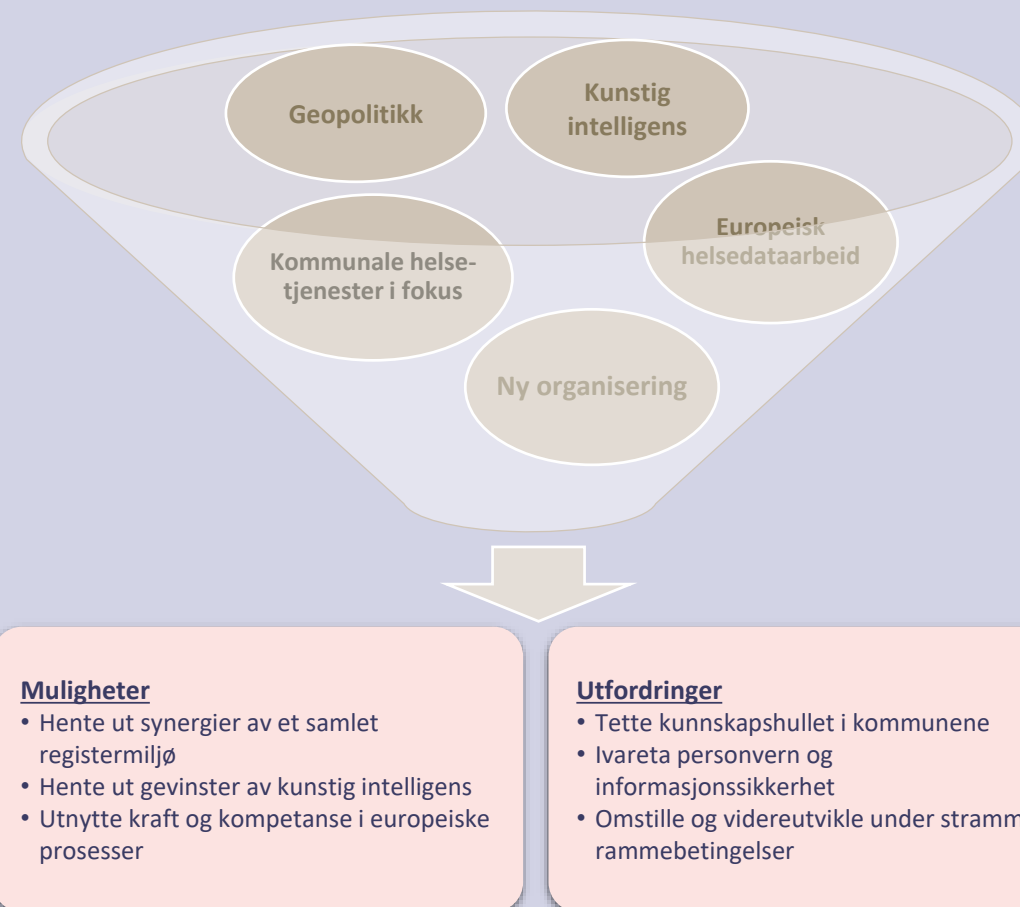 Geopolitikk
Kunstig
intelligens
Europeisk
helsedataarbeid
Kommunale helse-
tjenester i fokus
Ny organisering
Muligheter
• Hente ut synergier av et samlet
registermiljø
• Hente ut gevinster av kunstig intelligens
• Utnytte kraft og kompetanse i europeiske
prosesser
Utfordringer
• Tette kunnskapshullet i kommunene
• Ivareta personvern og
informasjonssikkerhet
• Omstille og videreutvikle under stramm
rammebetingelser